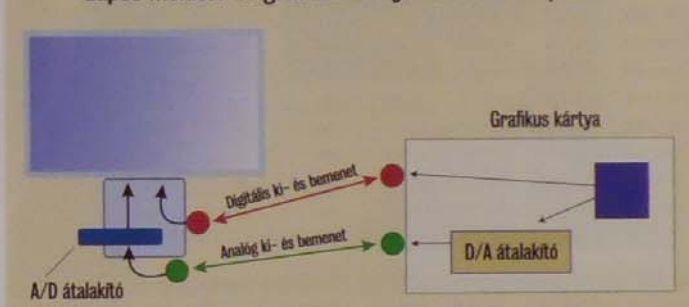 Grafikus kártya
Digitális ki- és bemenet
Analóg ki- és bemenet
D/A átalakító
A/D átalakító